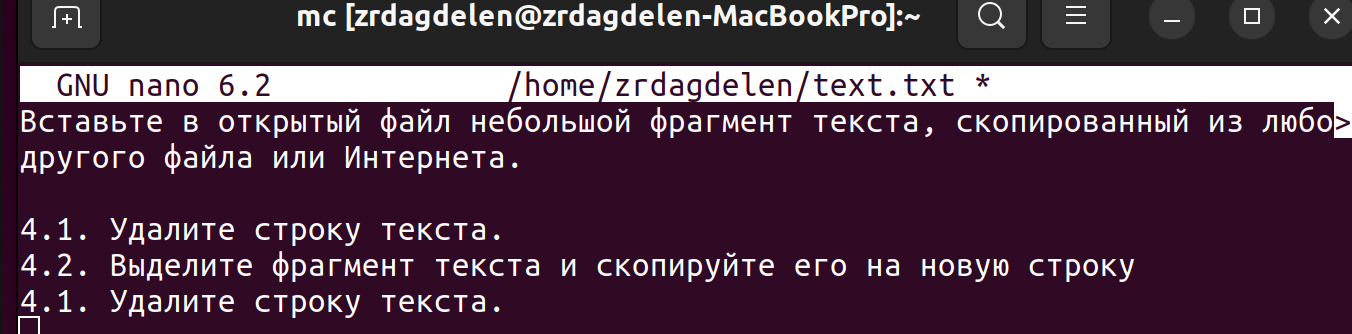 mc [zrdagdelen@zrdagdelen-MacBookPro]:~
GNU nano 6.2 /home/zrdagdelen/text.txt *
Вставьте в открытый файл небольшой фрагмент текста, скопированный из любо>
другого файла или Интернета.
4.1. Удалите строку текста.
4.2. Выделите фрагмент текста и скопируйте его на новую строку
4.1. Удалите строку текста.